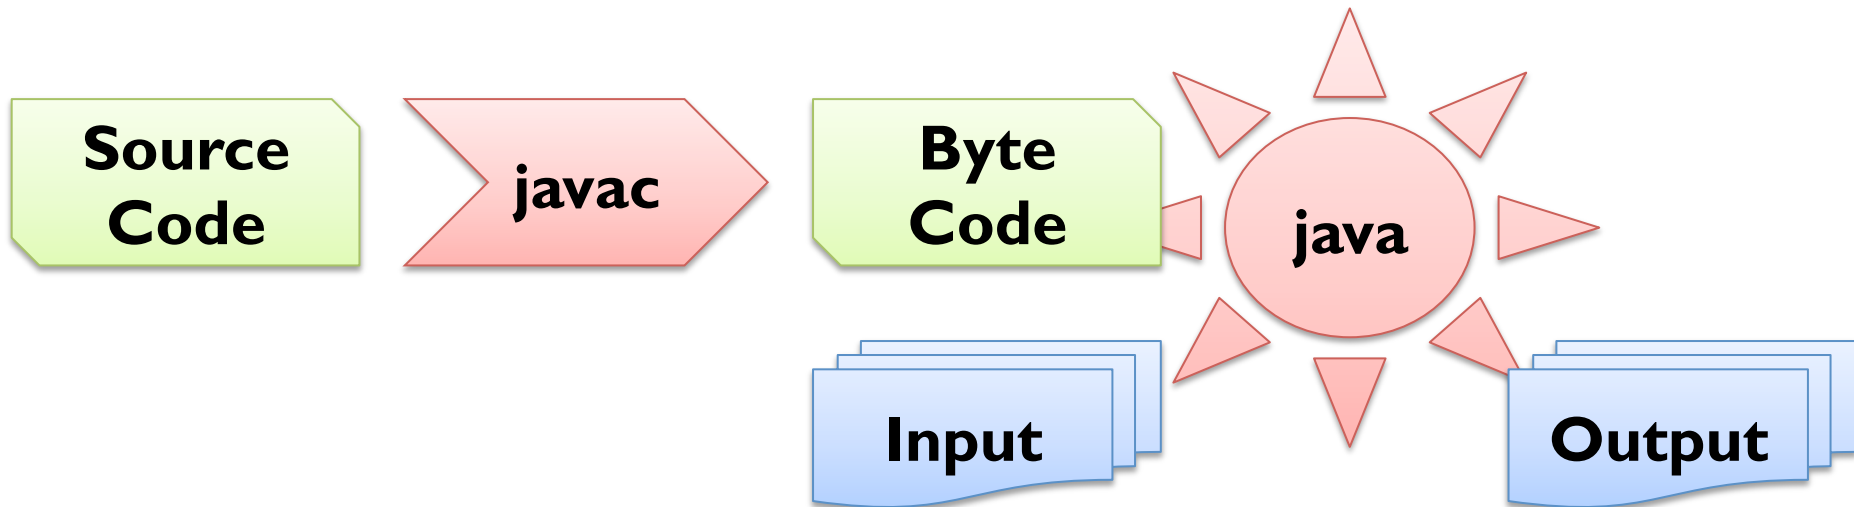 Source
Code
javac
Byte
Code
java
Input
Output